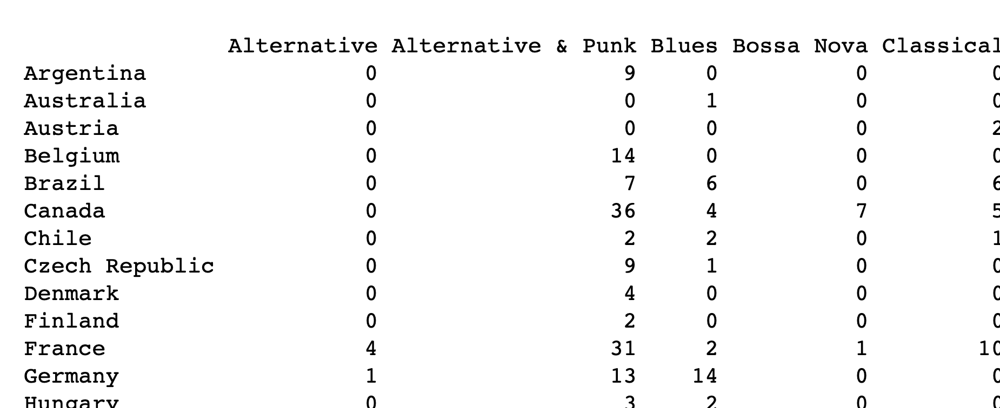 Alternative Alternative & Punk Blues Bossa Nova Classical
Argentina 0 9 0 0 0
Australia 0 0 1 0 0
Austria 0 0 0 0 2
Belgium 0 14 0 0 0
Brazil 0 7 6 0 6
Canada 0 36 4 7 5
Chile 0 2 2 0 1
Czech Republic 0 9 1 0 0
Denmark 0 4 0 0 0
Finland 0 2 0 0 0
France 4 31 2 1 10
Germany 1 13 14 0 0
Hungary 0 3 2 0 0